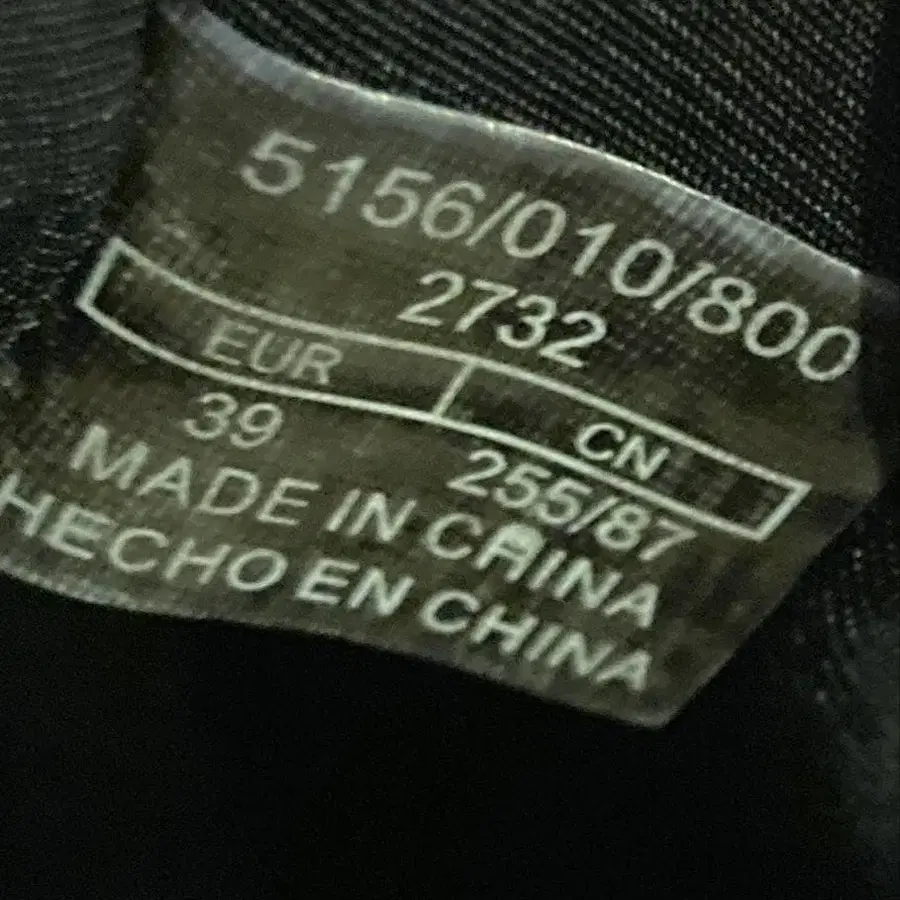 5156/010/800
2732
EUR CN
39 255/87
MADE IN CHINA
HECHO EN CHINA